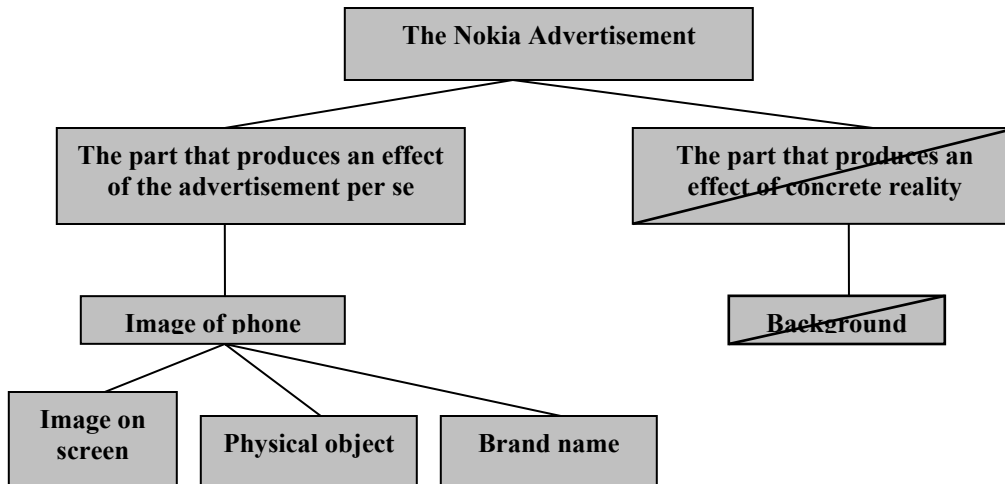 The Nokia Advertisement
The part that produces an effect
of the advertisement per se
The part that produces an
effect of concrete reality
Image of phone
Background
Image on
screen
Physical object
Brand name